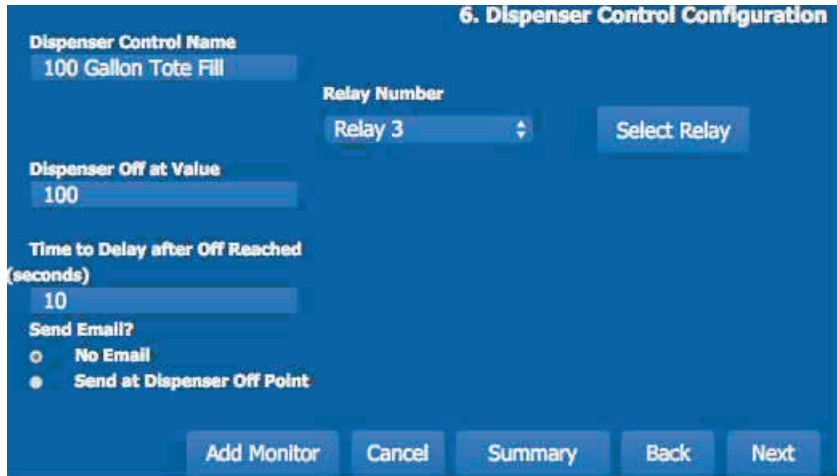 6. Dispenser Control Configuration
Dispenser Control Name
100 Gallon Tote Fill
Relay Number
Relay 3
Select Relay
Dispenser Off at Value
100
Time to Delay after Off Reached
(seconds)
10
Send Email?
No Email
Send at Dispenser Off Point
Add Monitor Cancel Summary Back Next